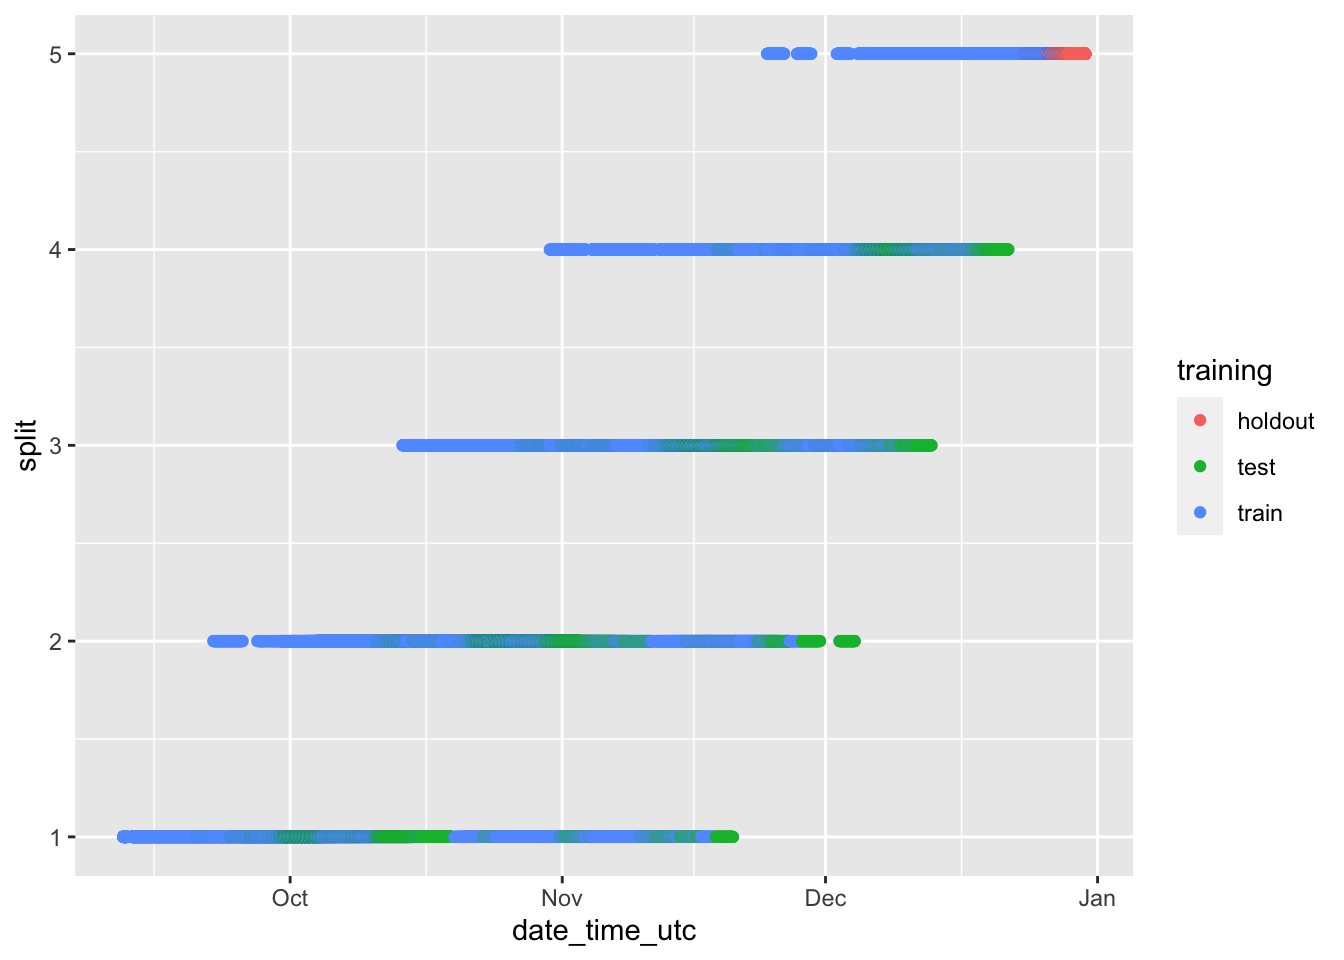 5
4
3
2
1
split
Oct Nov Dec Jan
date_time_utc
training
holdout
test
train